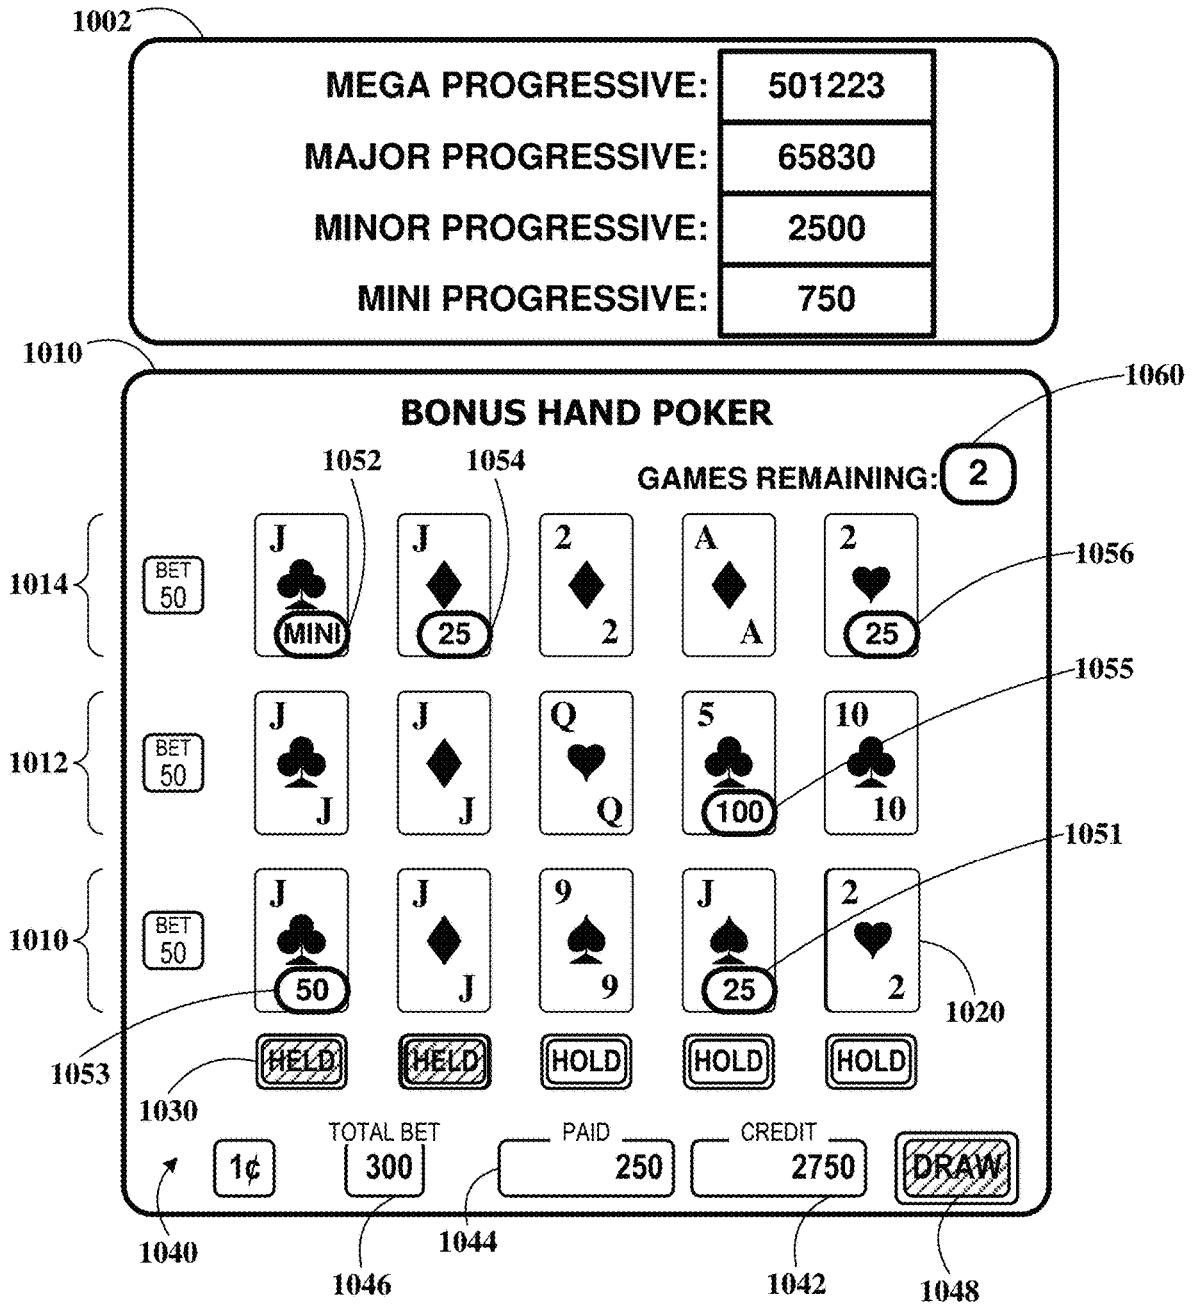 1002
MEGA PROGRESSIVE: 501223
MAJOR PROGRESSIVE: 65830
MINOR PROGRESSIVE: 2500
MINI PROGRESSIVE: 750
1010
1060
BONUS HAND POKER
1052 1054
GAMES REMAINING: 2
J J 2 A 2
1014 BET 50
1056
MINI 25 2 A 25
1055
J J Q 5 10
1012 BET 50
J J Q 100 10
1051
J J 9 J 2
1010 BET 50
50 J 9 25 2
1020
1053
HELD HELD HOLD HOLD HOLD
1030
TOTAL BET PAID CREDIT
1¢ 300 250 2750 DRAW
1040 1046 1044 1042 1048